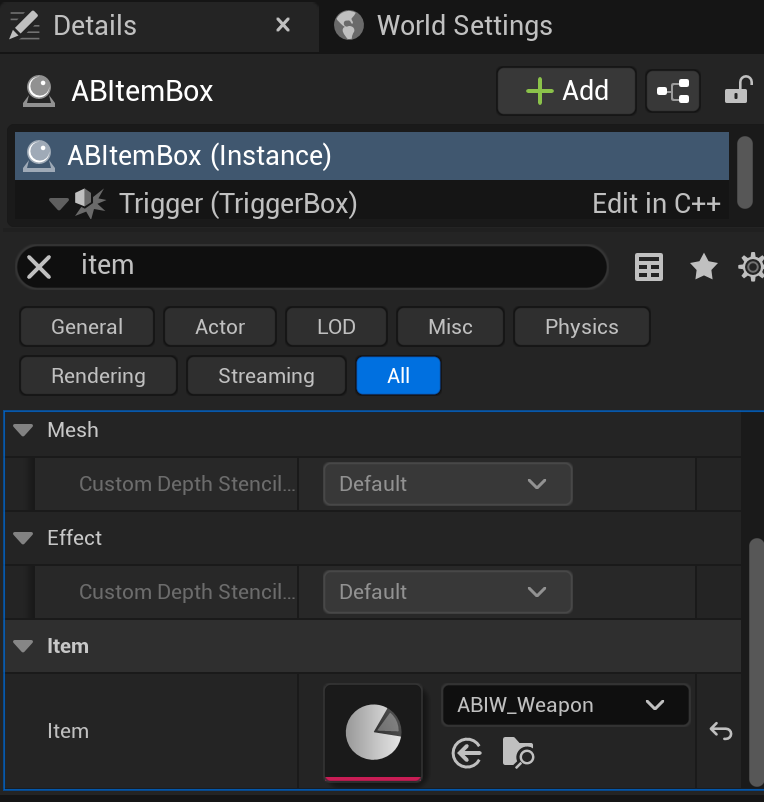 Details
World Settings
ABItemBox
Add
ABItemBox (Instance)
Trigger (TriggerBox)
Edit in C++
item
General
Actor
LOD
Misc
Physics
Rendering
Streaming
All
Mesh
Custom Depth Stencil...
Default
Effect
Custom Depth Stencil...
Default
Item
Item
ABIW_Weapon